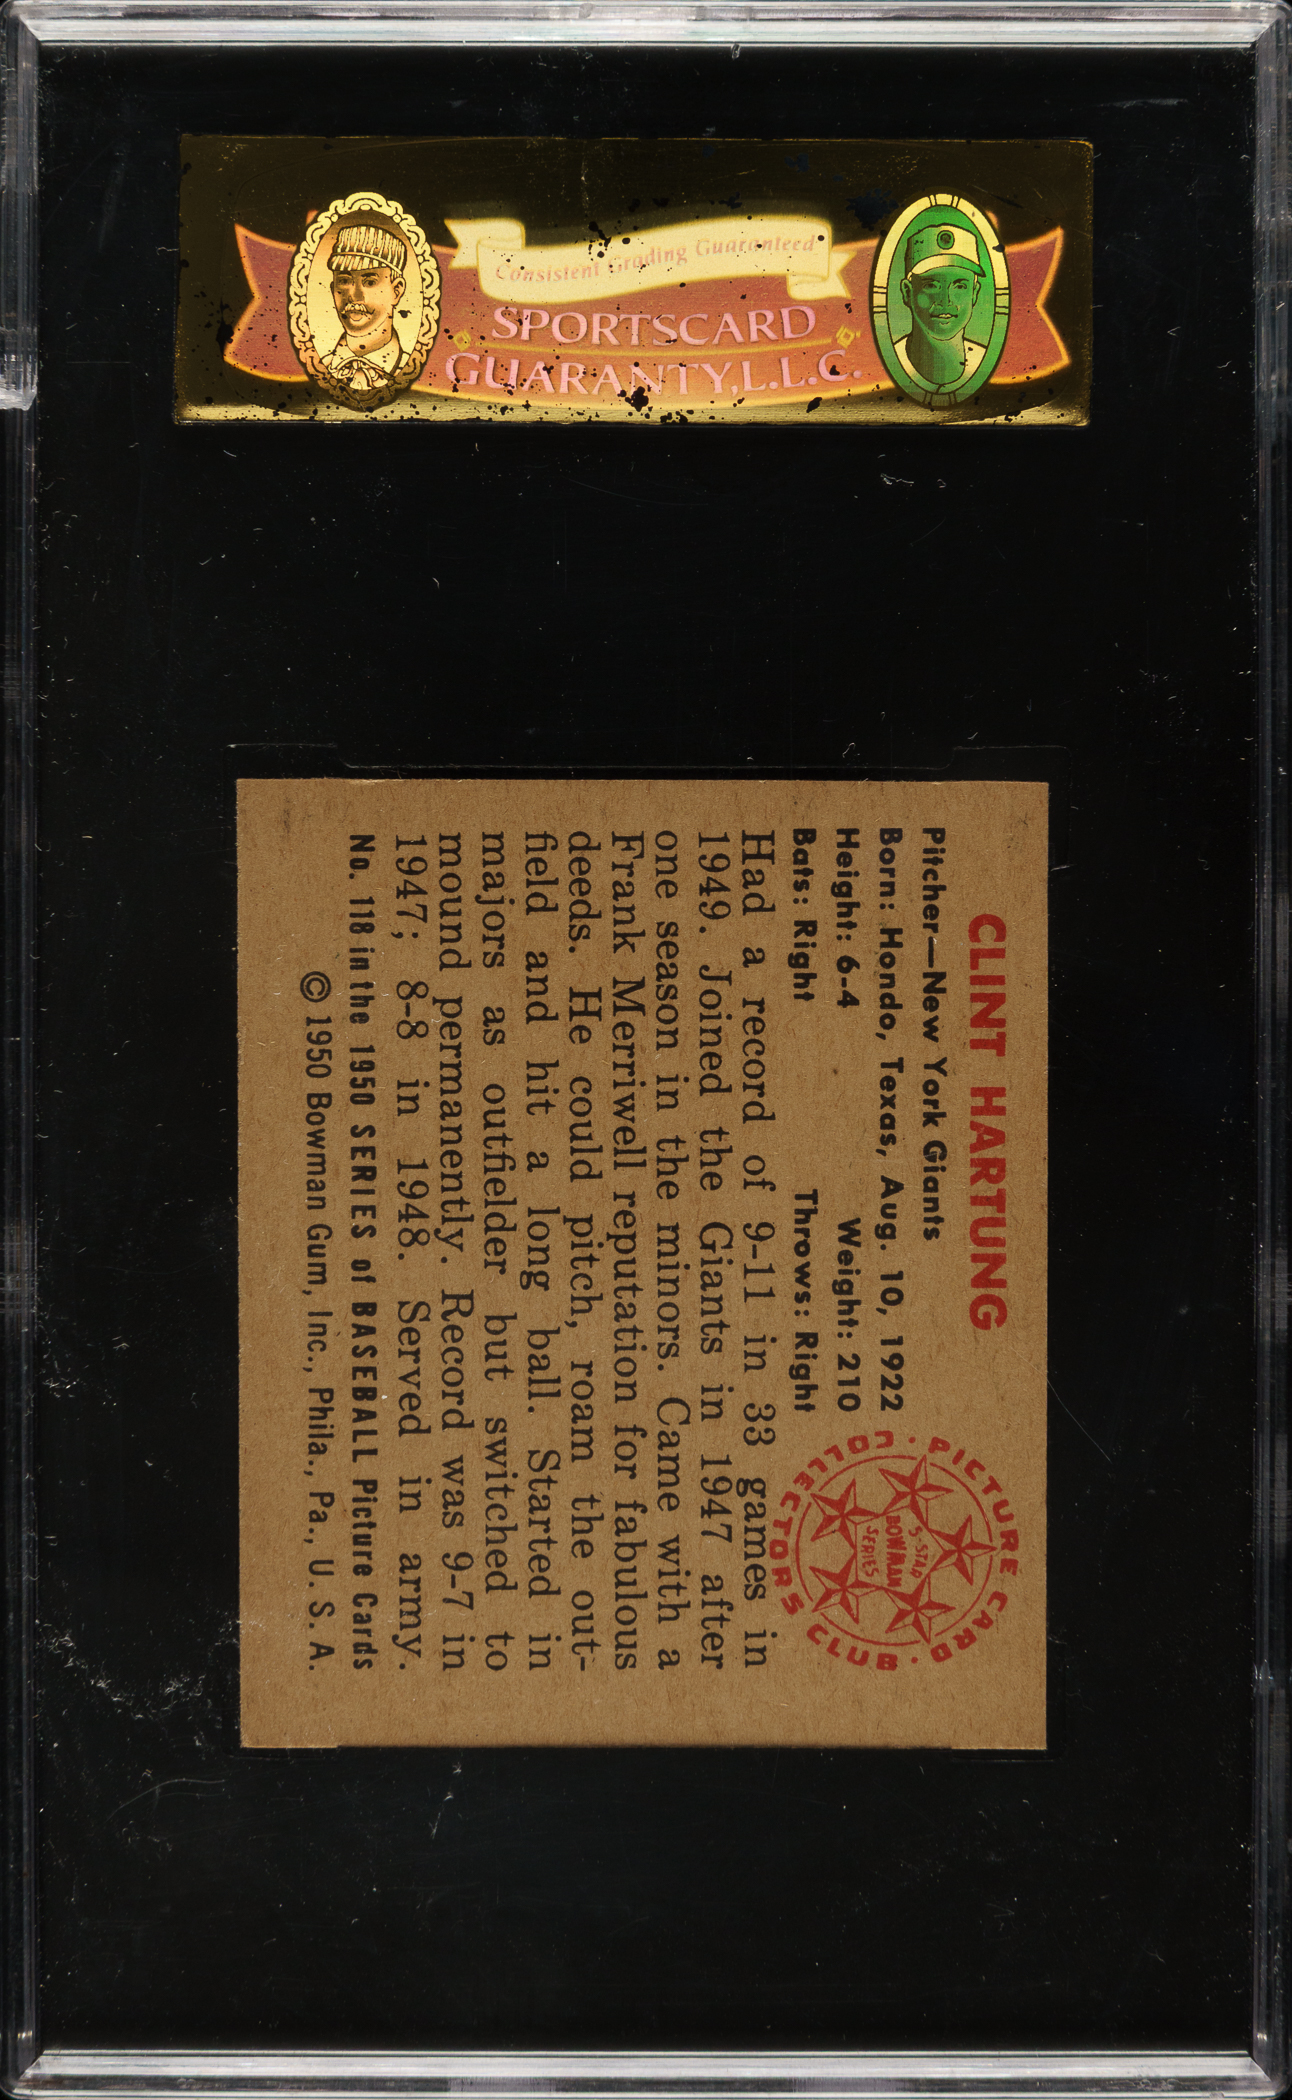 Consistent Grading Guaranteed
SPORTSCARD
GUARANTY, L.L.C.
CLINT HARTUNG
Pitcher—New York Giants
Born: Hondo, Texas, Aug. 10, 1922
Height: 6-4 Weight: 210
Bats: Right Throws: Right
PICTURE CARD COLLECTORS CLUB
5-STAR
BOWMAN
SERIES
Had a record of 9-11 in 33 games in
1949. Joined the Giants in 1947 after
one season in the minors. Came with a
Frank Merriwell reputation for fabulous
deeds. He could pitch, roam the out-
field and hit a long ball. Started in
majors as outfielder but switched to
mound permanently. Record was 9-7 in
1947; 8-8 in 1948. Served in army.
No. 118 in the 1950 SERIES of BASEBALL Picture Cards
© 1950 Bowman Gum, Inc., Phila., Pa., U. S. A.